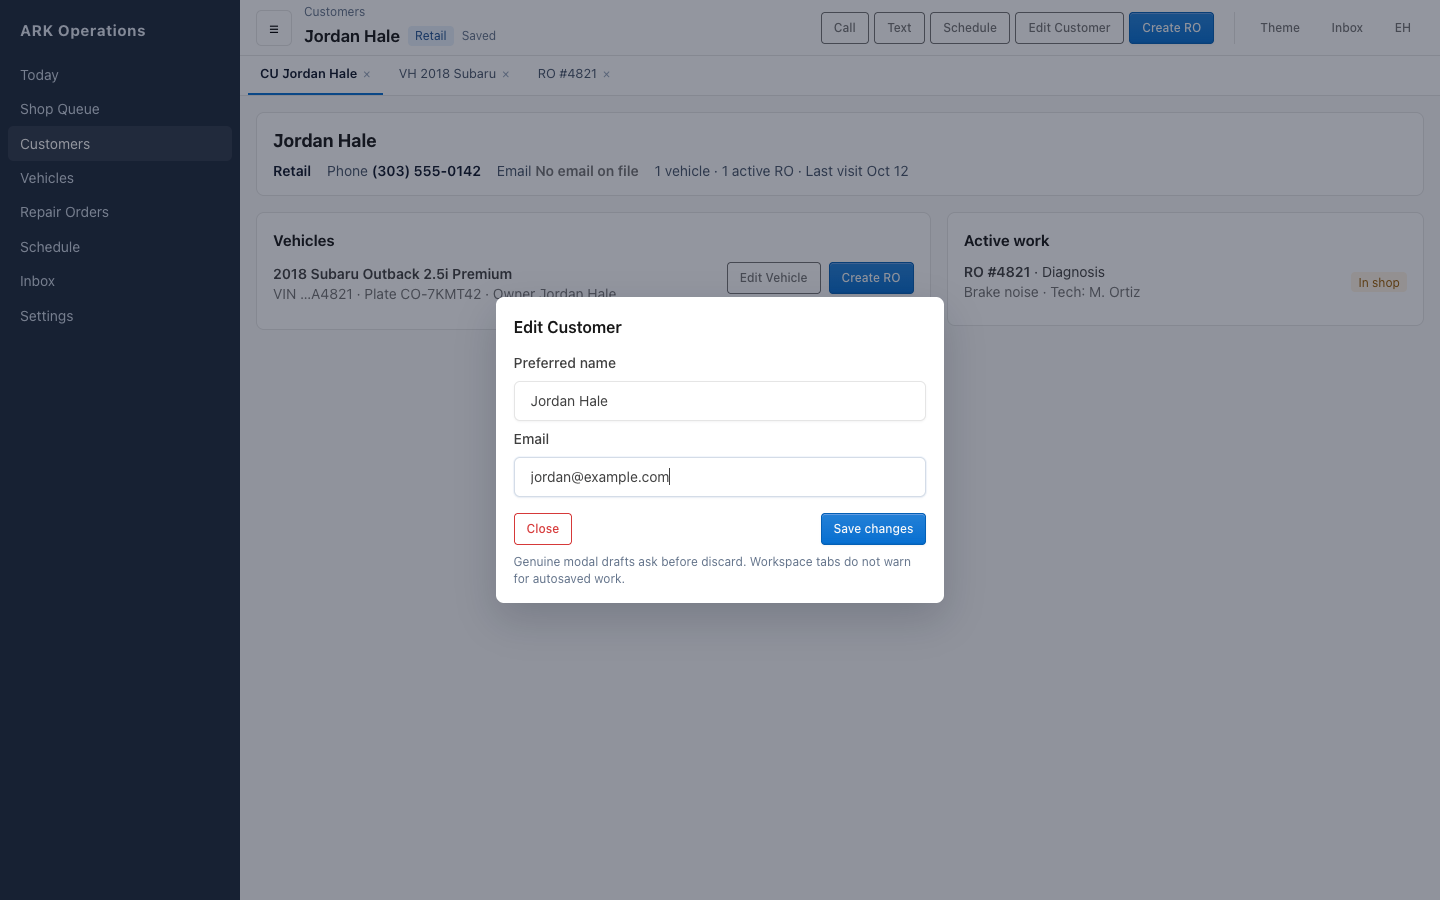 ARK Operations
Today
Shop Queue
Customers
Vehicles
Repair Orders
Schedule
Inbox
Settings
☰
Customers
Jordan Hale Retail Saved
Call Text Schedule Edit Customer Create RO Theme Inbox EH
CU Jordan Hale × VH 2018 Subaru × RO #4821 ×
Jordan Hale
Retail Phone (303) 555-0142 Email No email on file 1 vehicle · 1 active RO · Last visit Oct 12
Vehicles
2018 Subaru Outback 2.5i Premium
VIN ...A4821 · Plate CO-7KMT42 · Owner Jordan Hale
Edit Vehicle Create RO
Active work
RO #4821 · Diagnosis
Brake noise · Tech: M. Ortiz
In shop
Edit Customer
Preferred name
Jordan Hale
Email
jordan@example.com
Close Save changes
Genuine modal drafts ask before discard. Workspace tabs do not warn
for autosaved work.